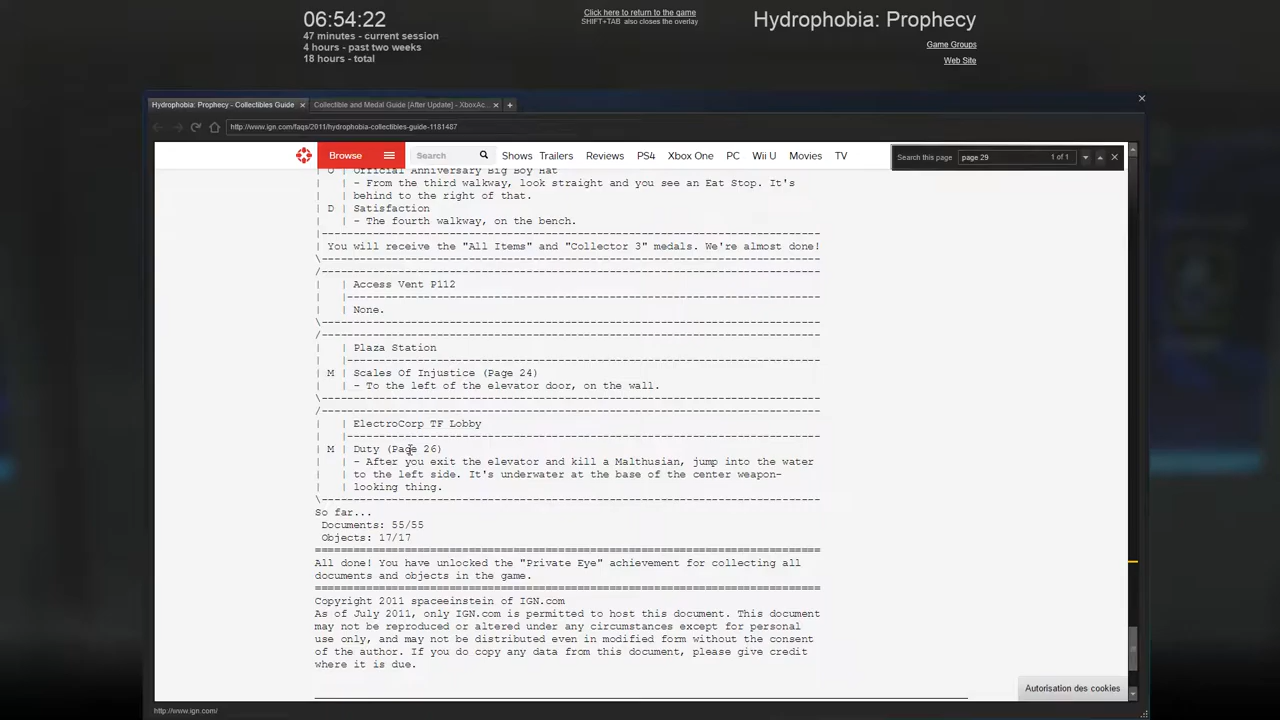 06:54:22
47 minutes - current session
4 hours - past two weeks
18 hours - total
Click here to return to the game
SHIFT+TAB also closes the overlay
Hydrophobia: Prophecy
Game Groups
Web Site
Hydrophobia: Prophecy - Collectibles Guide
Collectible and Medal Guide [After Update] - XboxAc...
http://www.ign.com/faqs/2011/hydrophobia-collectibles-guide-1181487
Browse
Search
Shows Trailers Reviews PS4 Xbox One PC Wii U Movies TV
Search this page page 29 1 of 1
| O | Official Anniversary Big Boy Hat
| | - From the third walkway, look straight and you see an Eat Stop. It's
| | behind to the right of that.
| D | Satisfaction
| | - The fourth walkway, on the bench.
| You will receive the "All Items" and "Collector 3" medals. We're almost done!
| | Access Vent P112
| | None.
| | Plaza Station
| M | Scales Of Injustice (Page 24)
| | - To the left of the elevator door, on the wall.
| | ElectroCorp TF Lobby
| M | Duty (Page 26)
| | - After you exit the elevator and kill a Malthusian, jump into the water
| | to the left side. It's underwater at the base of the center weapon-
| | looking thing.
So far...
Documents: 55/55
Objects: 17/17
All done! You have unlocked the "Private Eye" achievement for collecting all
documents and objects in the game.
Copyright 2011 spaceeinstein of IGN.com
As of July 2011, only IGN.com is permitted to host this document. This document
may not be reproduced or altered under any circumstances except for personal
use only, and may not be distributed even in modified form without the consent
of the author. If you do copy any data from this document, please give credit
where it is due.
Autorisation des cookies
http://www.ign.com/